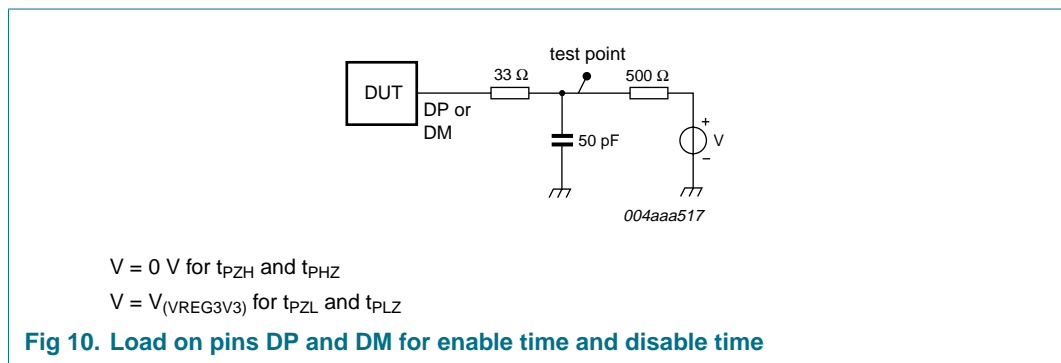 test point
33 Ω
500 Ω
DUT
DP or
DM
50 pF
+
V
−
004aaa517
V = 0 V for tPZH and tPHZ
V = V(VREG3V3) for tPZL and tPLZ
Fig 10. Load on pins DP and DM for enable time and disable time